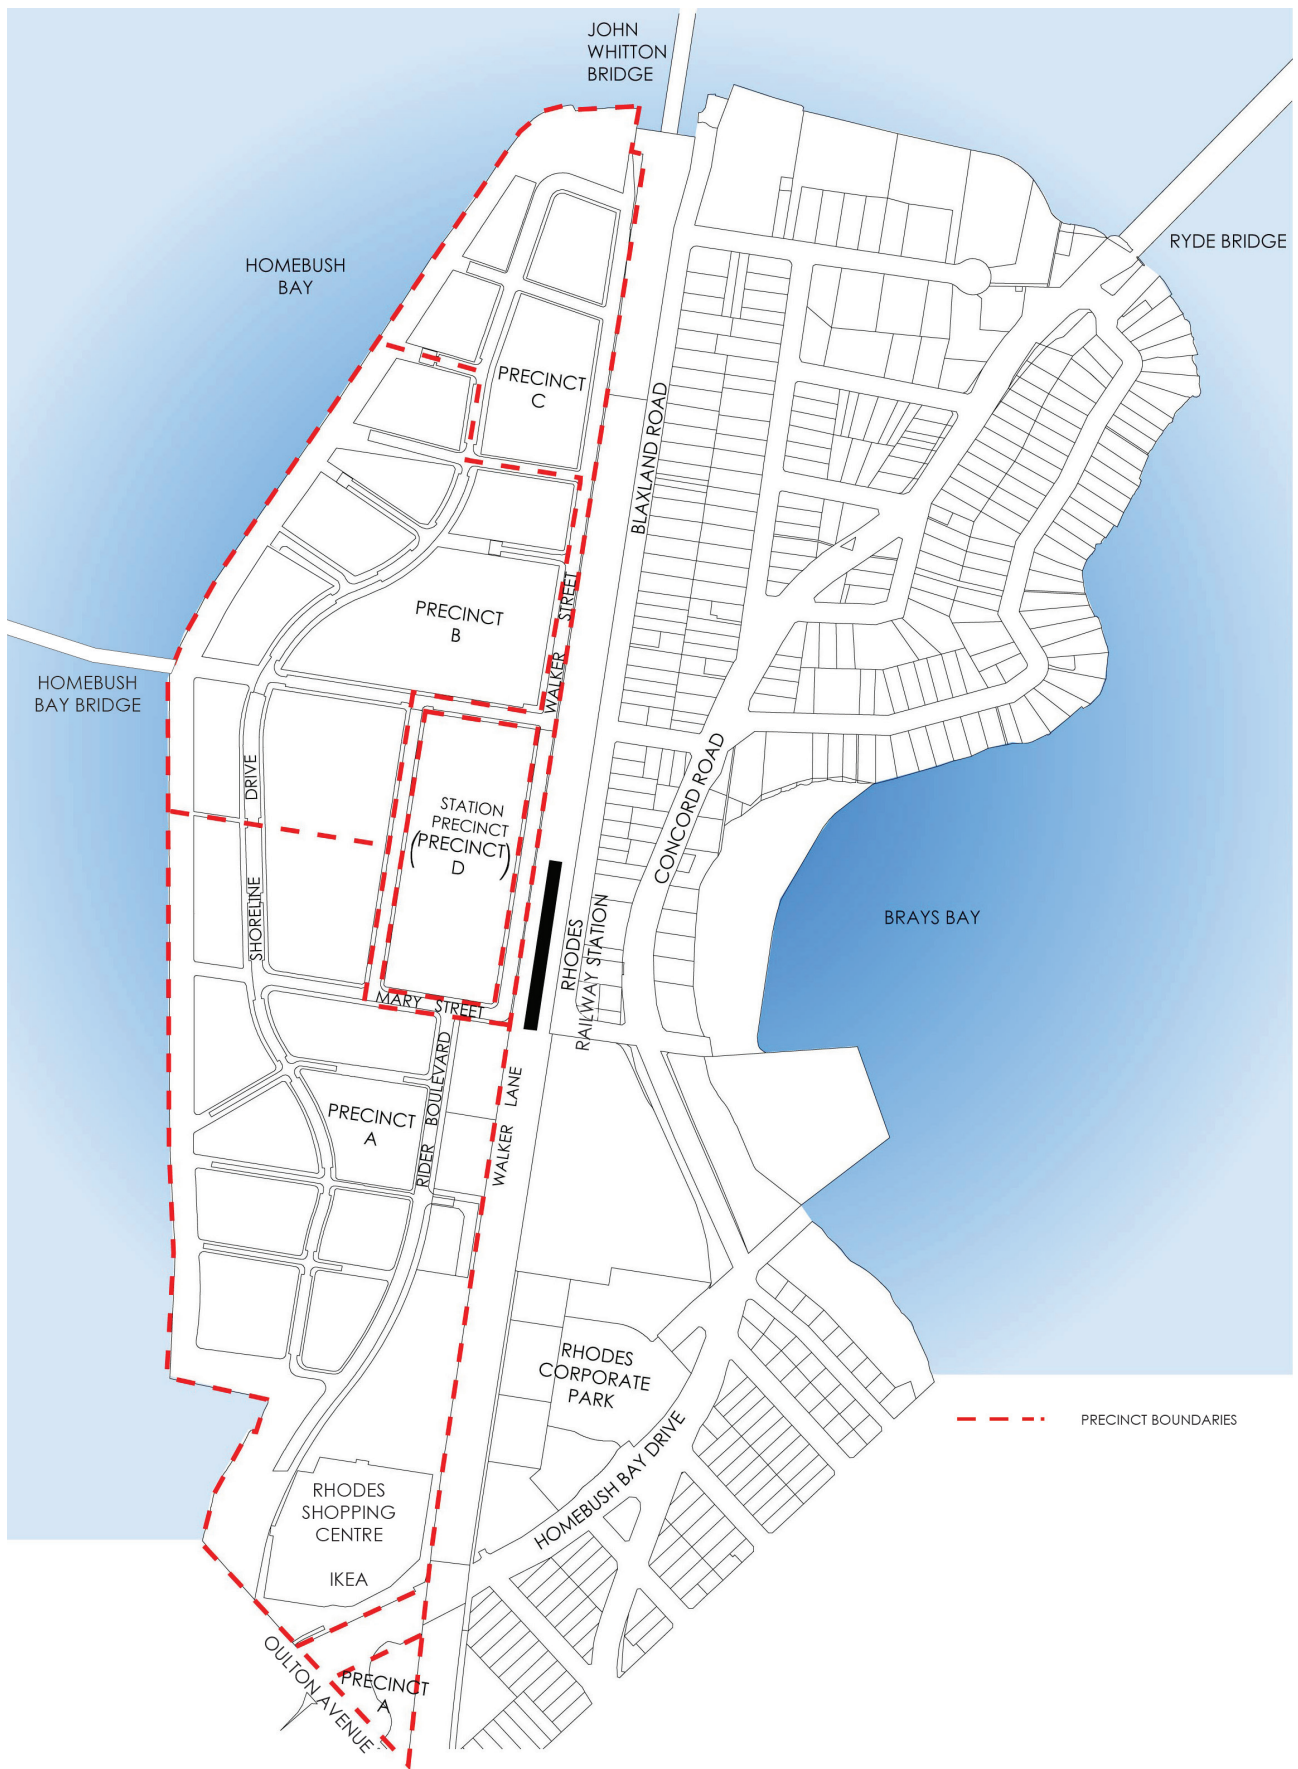 JOHN
WHITTON
BRIDGE
RYDE BRIDGE
HOMEBUSH
BAY
PRECINCT
C
BLAXLAND ROAD
PRECINCT
B
WALKER STREET
HOMEBUSH
BAY BRIDGE
SHORELINE DRIVE
STATION
PRECINCT
(PRECINCT)
D
CONCORD ROAD
BRAYS BAY
RHODES
RAILWAY STATION
MARY STREET
RIDER BOULEVARD
WALKER LANE
PRECINCT
A
RHODES
CORPORATE
PARK
PRECINCT BOUNDARIES
HOMEBUSH BAY DRIVE
RHODES
SHOPPING
CENTRE
IKEA
OULTON AVENUE
PRECINCT
A